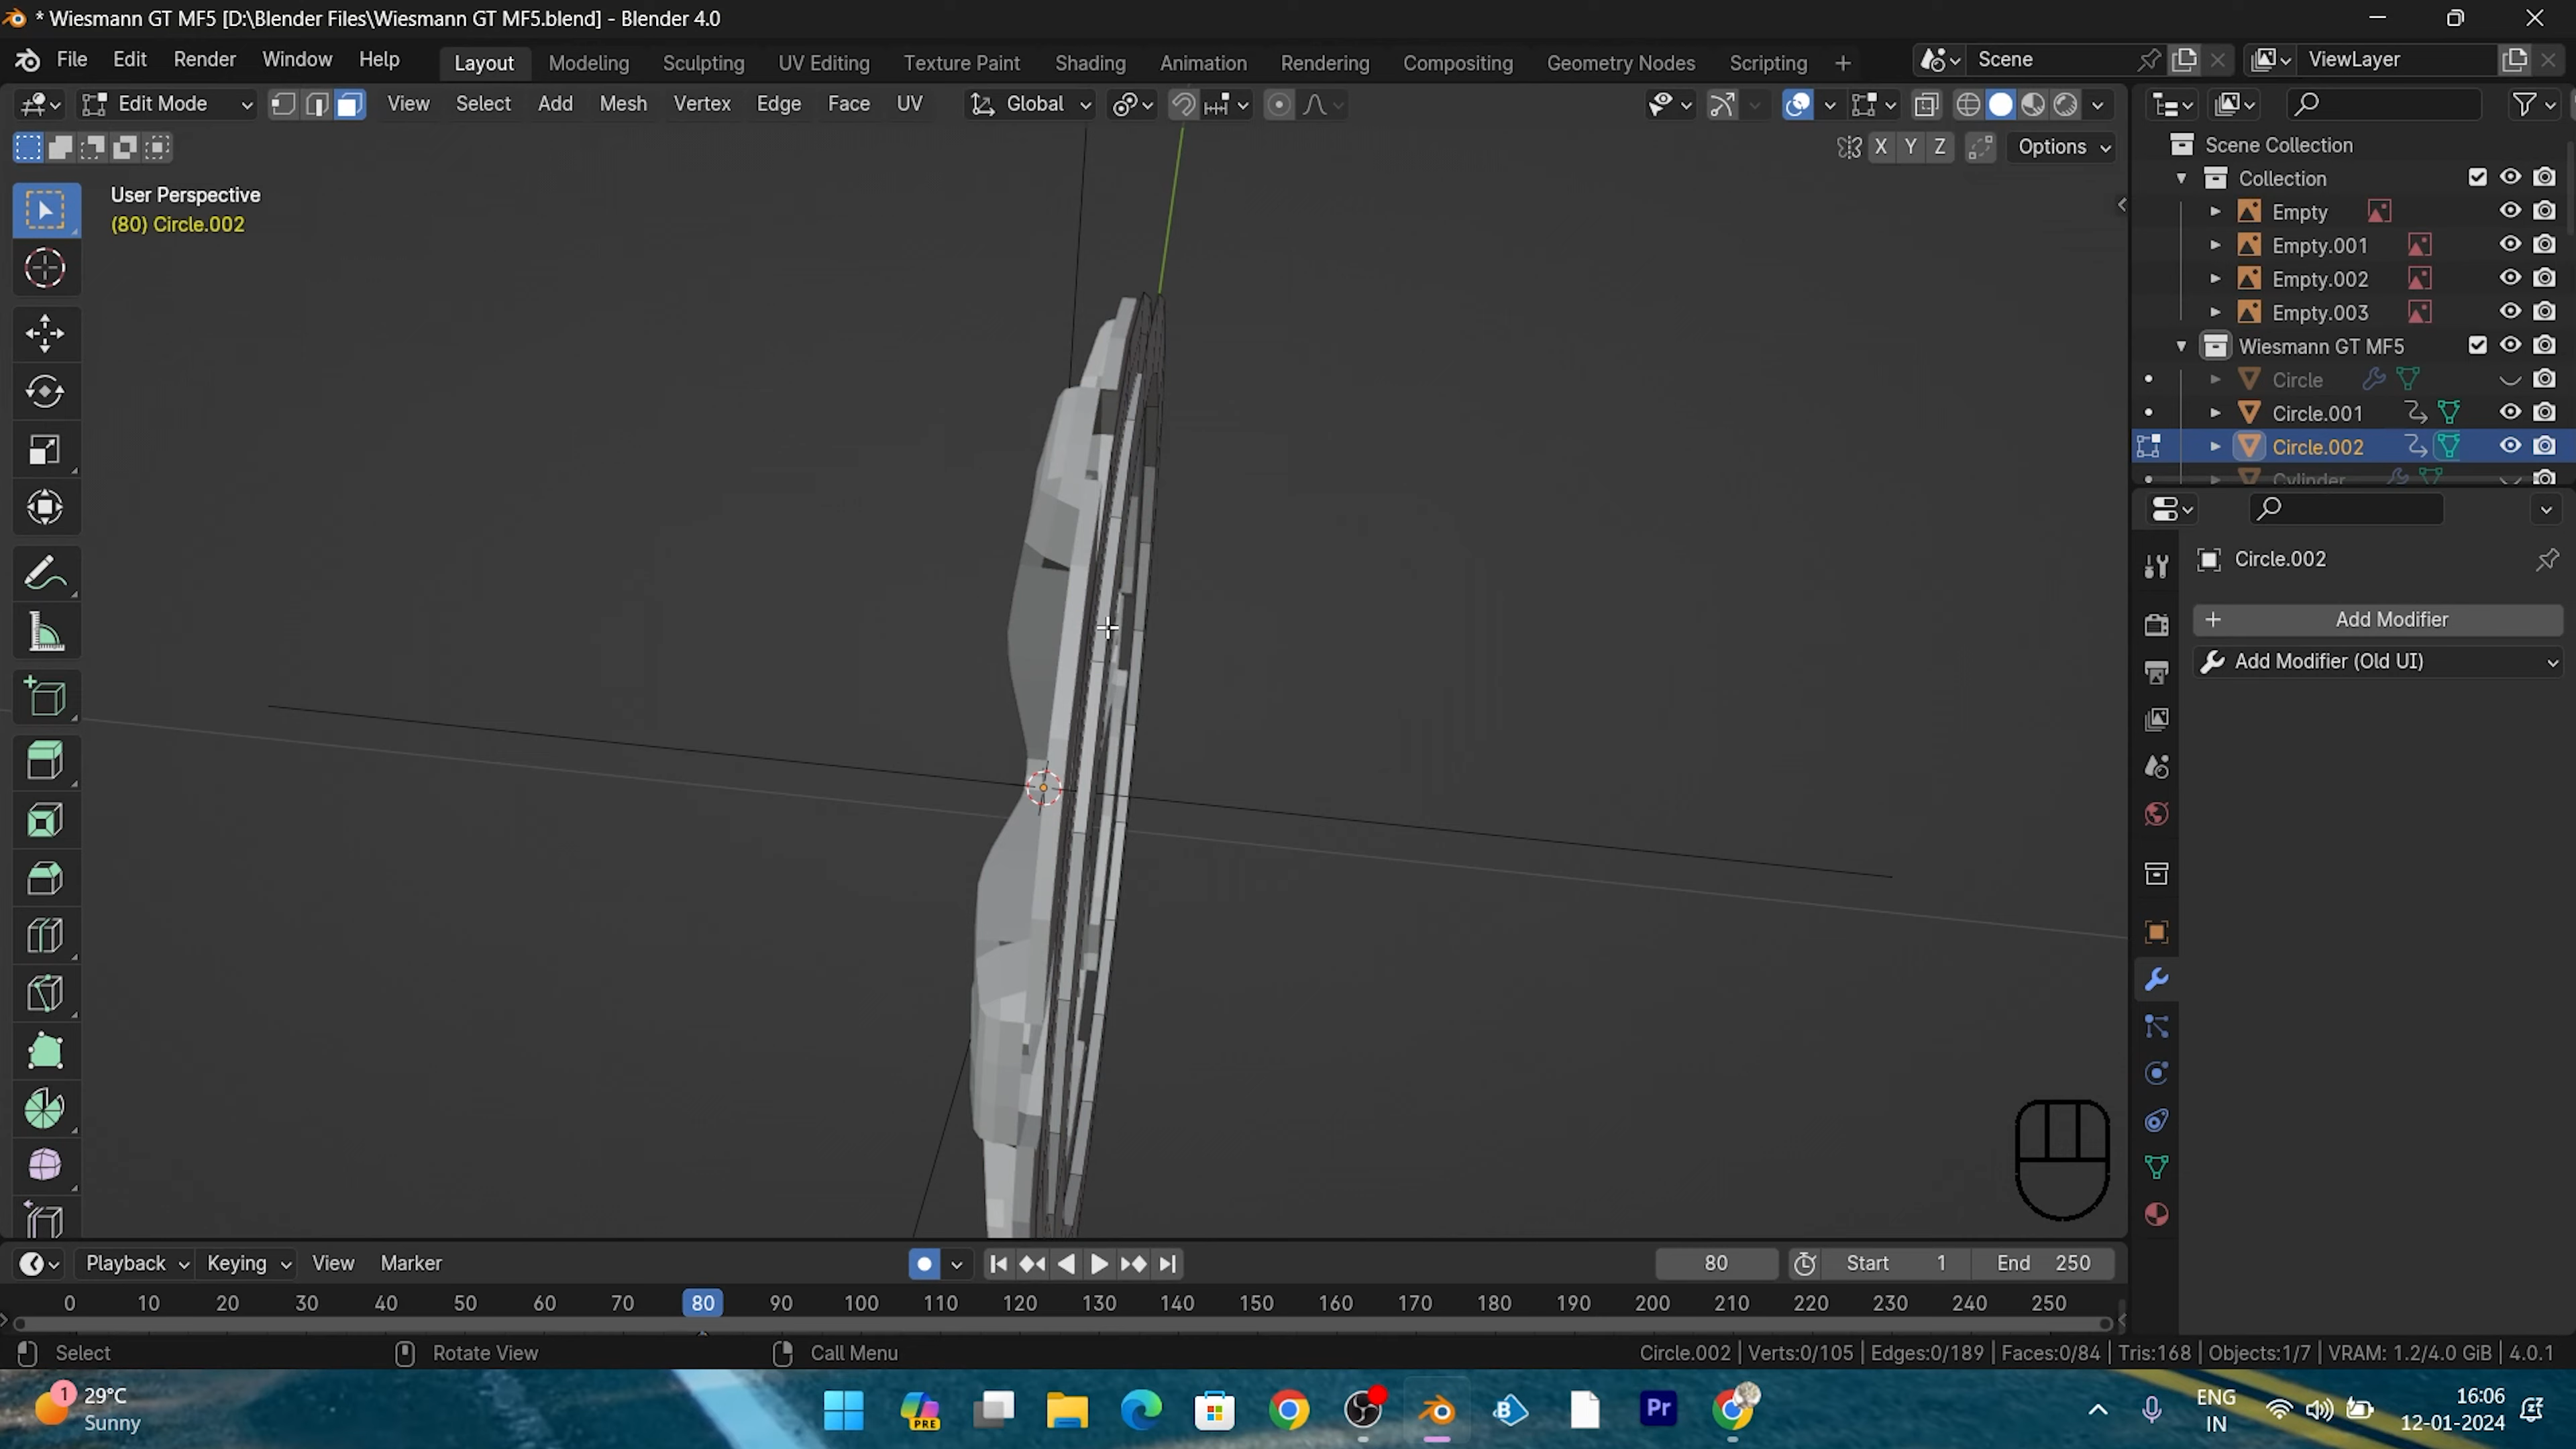 * Wiesmann GT MF5 [D:\Blender Files\Wiesmann GT MF5.blend] - Blender 4.0
File Edit Render Window Help Layout Modeling Sculpting UV Editing Texture Paint Shading Animation Rendering Compositing Geometry Nodes Scripting + Scene ViewLayer
Edit Mode View Select Add Mesh Vertex Edge Face UV Global
X Y Z Options
User Perspective
(80) Circle.002
Scene Collection
Collection
Empty
Empty.001
Empty.002
Empty.003
Wiesmann GT MF5
Circle
Circle.001
Circle.002
Cylinder
Circle.002
+ Add Modifier
Add Modifier (Old UI)
Playback Keying View Marker 80 Start 1 End 250
0 10 20 30 40 50 60 70 80 90 100 110 120 130 140 150 160 170 180 190 200 210 220 230 240 250
Select Rotate View Call Menu Circle.002 | Verts:0/105 | Edges:0/189 | Faces:0/84 | Tris:168 | Objects:1/7 | VRAM: 1.2/4.0 GiB | 4.0.1
1 29°C
Sunny
PRE
B
Pr
ENG
IN
16:06
12-01-2024